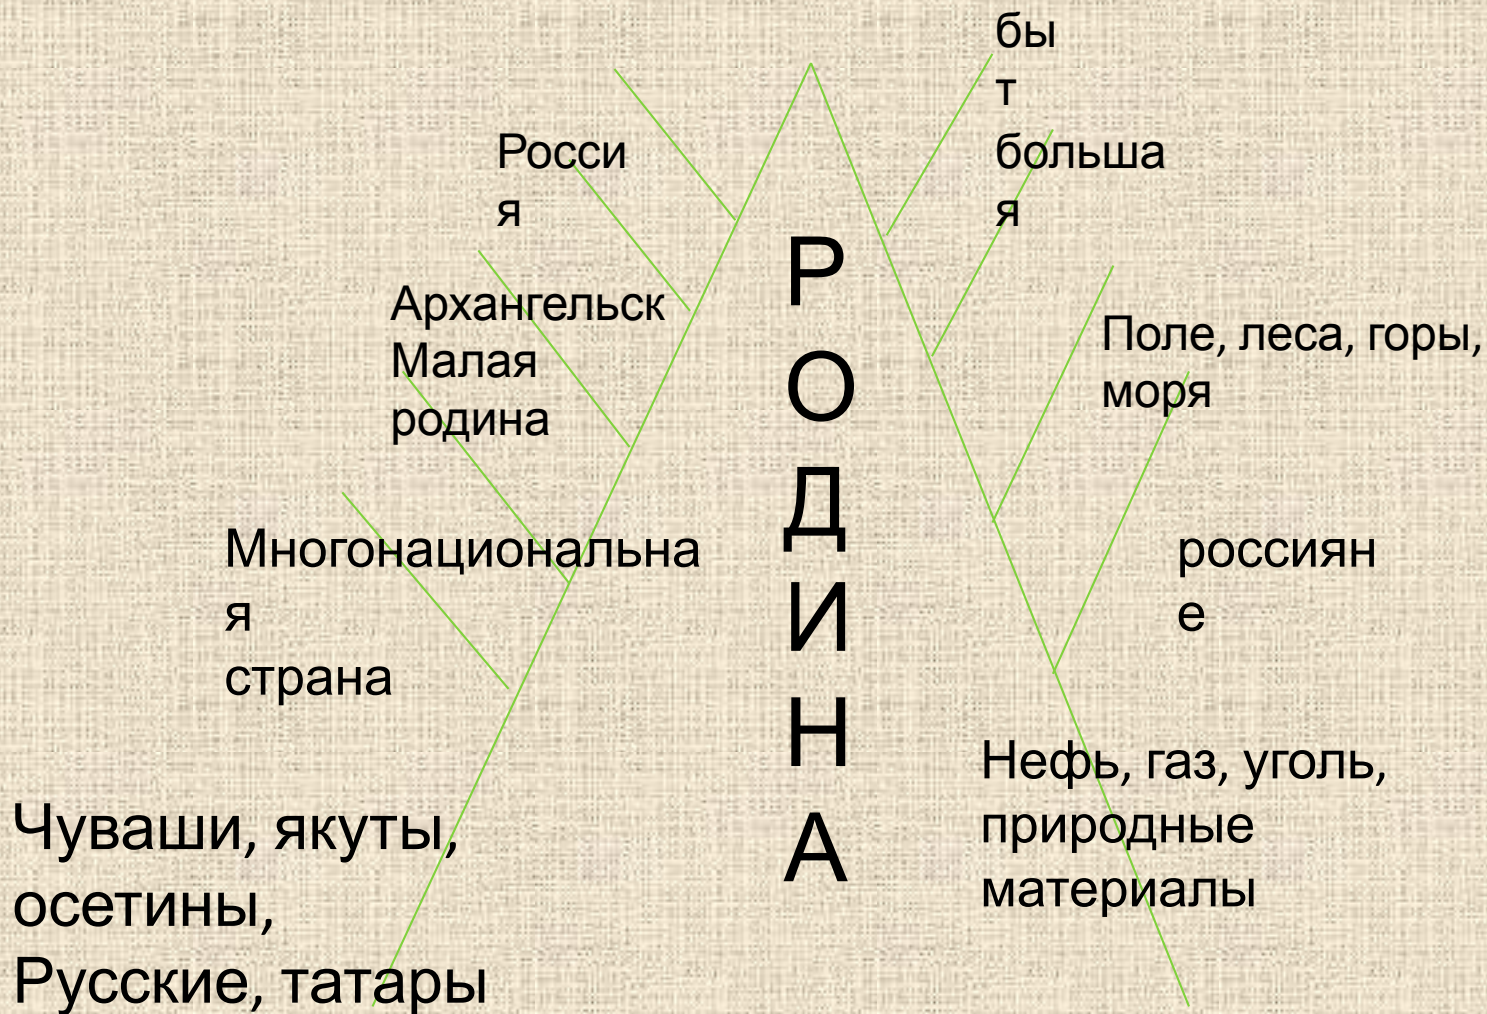 Росси
я
Архангельск
Малая
родина
Многонациональна
я
страна
Чуваши, якуты,
осетины,
Русские, татары
Р
О
Д
И
Н
А
бы
т
больша
я
Поле, леса, горы,
моря
россиян
е
Нефь, газ, уголь,
природные
материалы